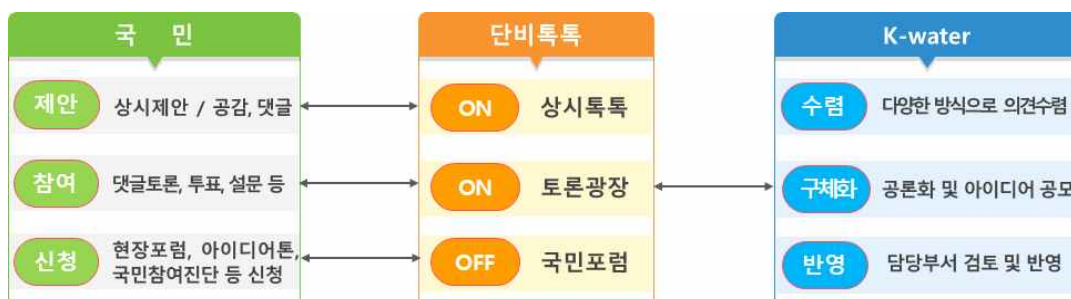 국 민
제안
상시제안 / 공감, 댓글
참여
댓글토론, 투표, 설문 등
신청
현장포럼, 아이디어톤,
국민참여진단 등 신청
단비톡톡
ON
상시톡톡
ON
토론광장
OFF
국민포럼
K-water
수렴
다양한 방식으로 의견수렴
구체화
공론화 및 아이디어 공모
반영
담당부서 검토 및 반영